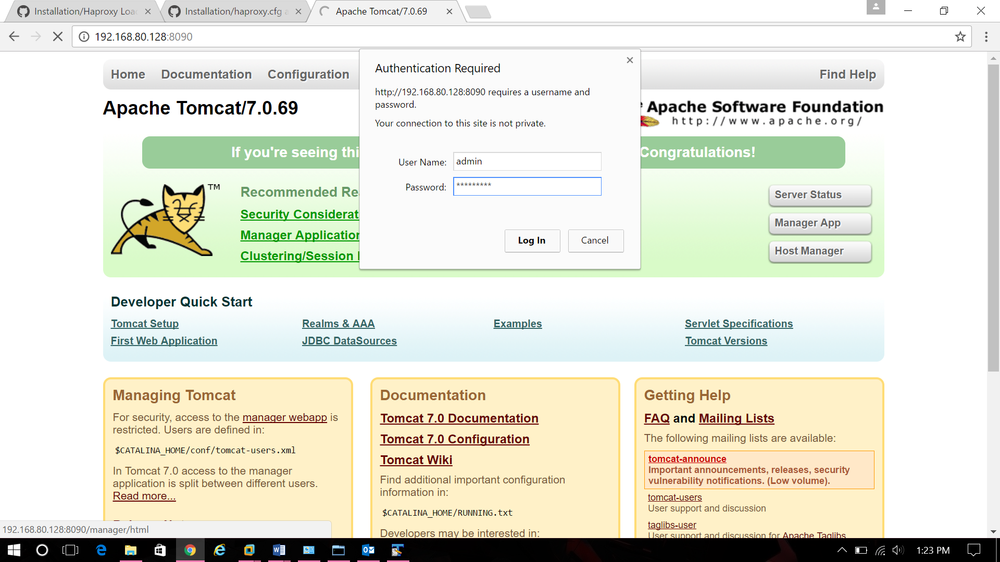 Installation/Haproxy Loa
Installation/haproxy.cfg a
Apache Tomcat/7.0.69
192.168.80.128:8090
Home Documentation Configuration Find Help
Authentication Required
http://192.168.80.128:8090 requires a username and
password.
Your connection to this site is not private.
User Name: admin
Password: *********
Log In Cancel
Apache Tomcat/7.0.69
Apache Software Foundation
http://www.apache.org/
If you're seeing thi
Congratulations!
TM
Recommended Re
Security Considerat
Manager Application
Clustering/Session
Server Status
Manager App
Host Manager
Developer Quick Start
Tomcat Setup Realms & AAA Examples Servlet Specifications
First Web Application JDBC DataSources Tomcat Versions
Managing Tomcat
For security, access to the manager webapp is
restricted. Users are defined in:
$CATALINA_HOME/conf/tomcat-users.xml
In Tomcat 7.0 access to the manager
application is split between different users.
Read more...
Documentation
Tomcat 7.0 Documentation
Tomcat 7.0 Configuration
Tomcat Wiki
Find additional important configuration
information in:
$CATALINA_HOME/RUNNING.txt
Developers may be interested in:
Getting Help
FAQ and Mailing Lists
The following mailing lists are available:
tomcat-announce
Important announcements, releases, security
vulnerability notifications. (Low volume).
tomcat-users
User support and discussion
taglibs-user
User support and discussion for Apache Taglibs
192.168.80.128:8090/manager/html
1:23 PM